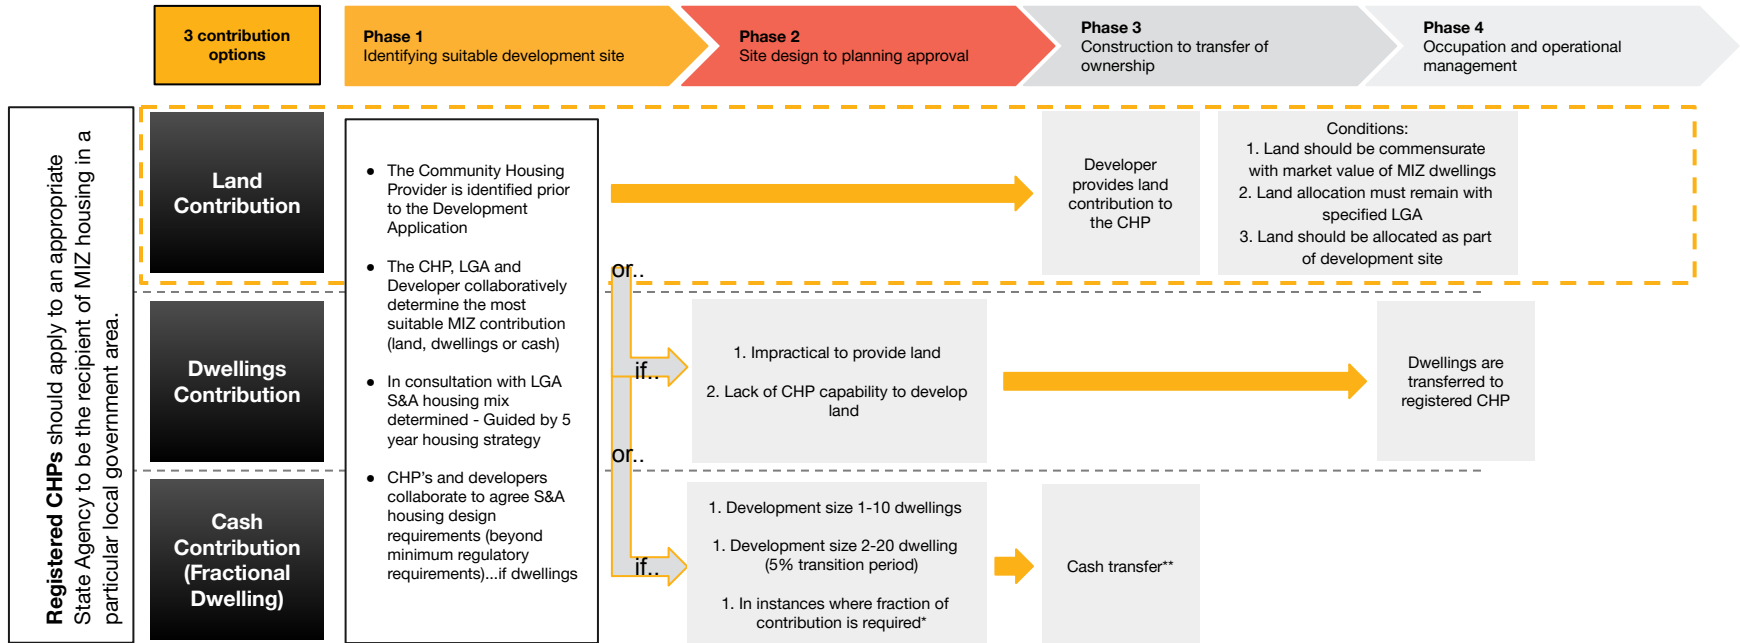 3 contribution
options
Phase 1
Identifying suitable development site
Phase 2
Site design to planning approval
Phase 3
Construction to transfer of
ownership
Phase 4
Occupation and operational
management
Registered CHPs should apply to an appropriate
State Agency to be the recipient of MIZ housing in a
particular local government area.
Land
Contribution
● The Community Housing
Provider is identified prior
to the Development
Application
● The CHP, LGA and
Developer collaboratively
determine the most
suitable MIZ contribution
(land, dwellings or cash)
● In consultation with LGA
S&A housing mix
determined - Guided by 5
year housing strategy
● CHP's and developers
collaborate to agree S&A
housing design
requirements (beyond
minimum regulatory
requirements)...if dwellings
Developer
provides land
contribution to
the CHP
Conditions:
1. Land should be commensurate
with market value of MIZ dwellings
2. Land allocation must remain with
specified LGA
3. Land should be allocated as part
of development site
or..
Dwellings
Contribution
if..
1. Impractical to provide land
2. Lack of CHP capability to develop
land
Dwellings are
transferred to
registered CHP
or..
Cash
Contribution
(Fractional
Dwelling)
if..
1. Development size 1-10 dwellings
1. Development size 2-20 dwelling
(5% transition period)
1. In instances where fraction of
contribution is required*
Cash transfer**